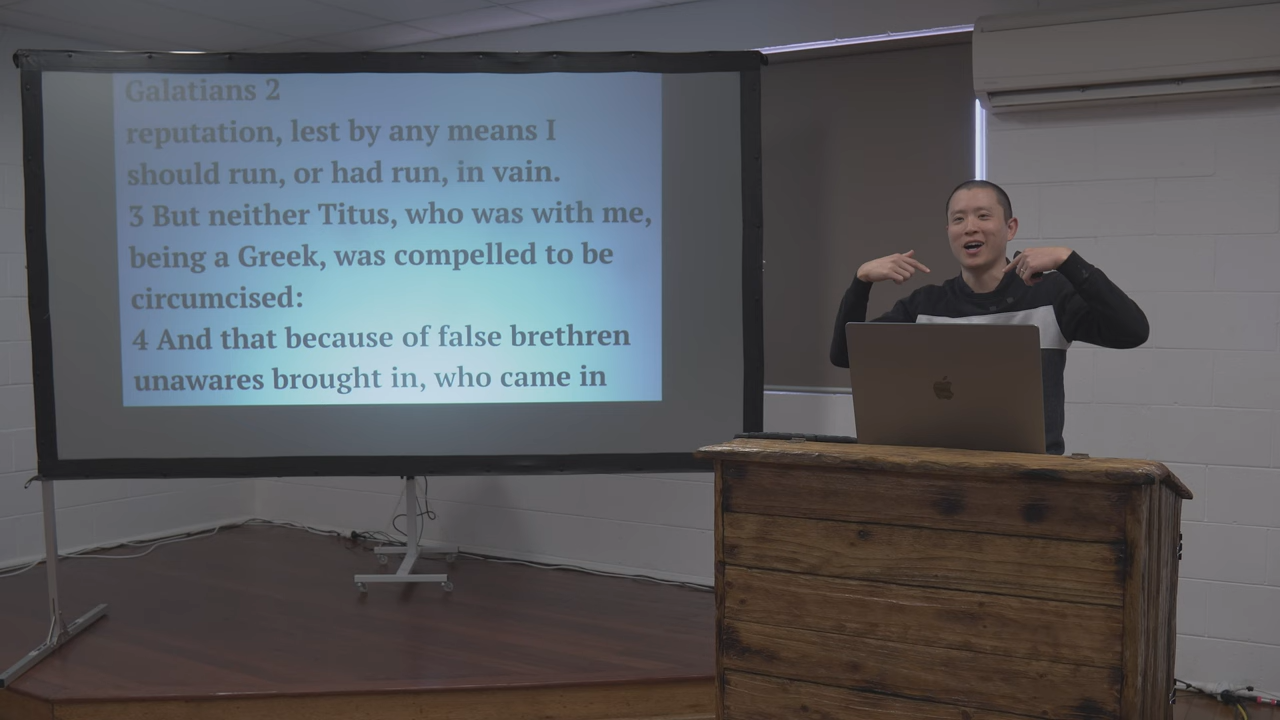 Galatians 2
reputation, lest by any means I
should run, or had run, in vain.
3 But neither Titus, who was with me,
being a Greek, was compelled to be
circumcised:
4 And that because of false brethren
unawares brought in, who came in